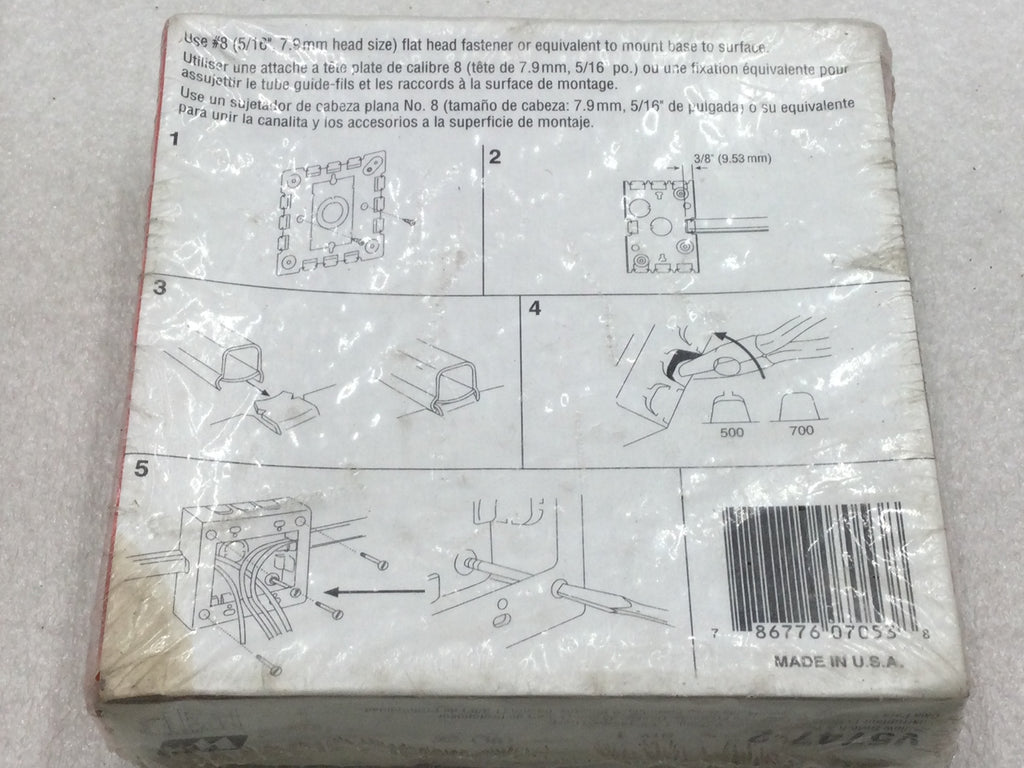 Use #8 (5/16", 7.9mm head size) flat head fastener or equivalent to mount base to surface.
Utiliser une attache à tête plate de calibre 8 (tête de 7.9mm, 5/16 po.) ou une fixation équivalente pour
assujettir le tube guide-fils et les raccords à la surface de montage.
Use un sujetador de cabeza plana No. 8 (tamaño de cabeza: 7.9mm, 5/16" de pulgada) o su equivalente
para unir la canalita y los accesorios a la superficie de montaje.
1
2
3/8" (9.53 mm)
3
4
500
700
5
7 86776 07053 8
MADE IN U.S.A.
V5747-2